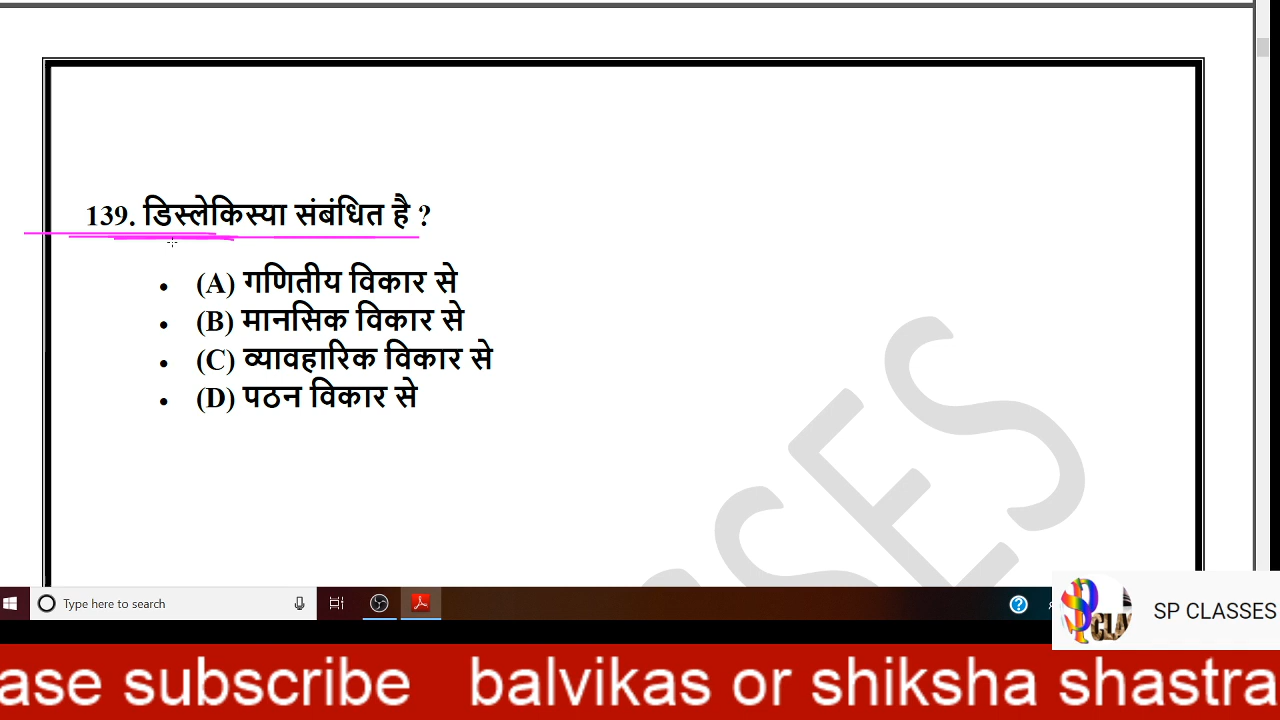 139. डिस्लेकिस्या संबंधित है ?
(A) गणितीय विकार से
(B) मानसिक विकार से
(C) व्यावहारिक विकार से
(D) पठन विकार से
Type here to search
SP CLASSES
ase subscribe balvikas or shiksha shastra